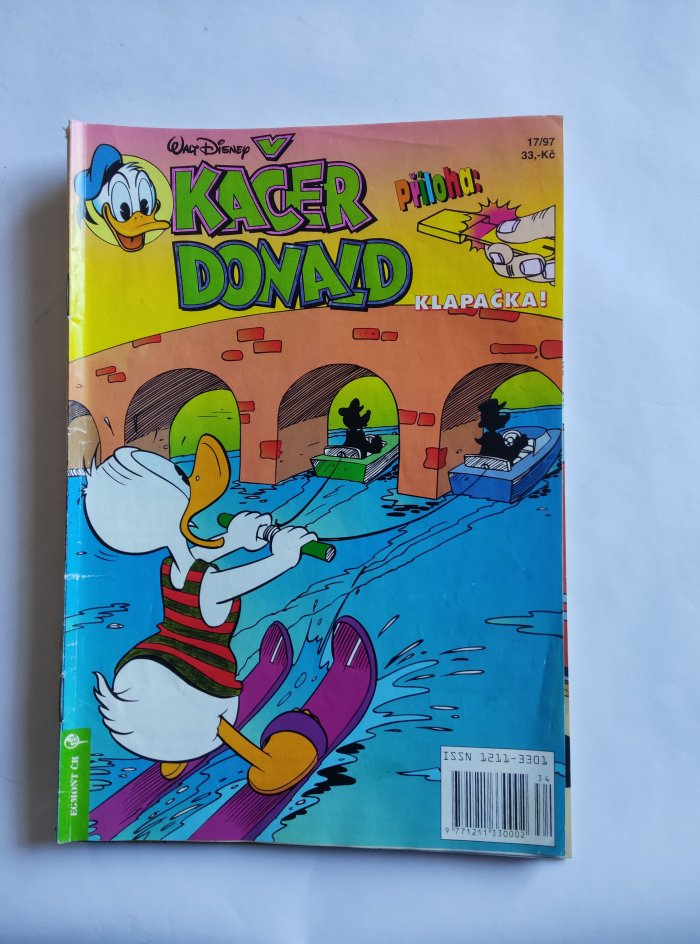 WALT DISNEY
KAČER
DONALD
17/97
33,-Kč
Příloha:
KLAPAČKA!
EGMONT ČR
ISSN 1211-3301
34
9 771211 330002